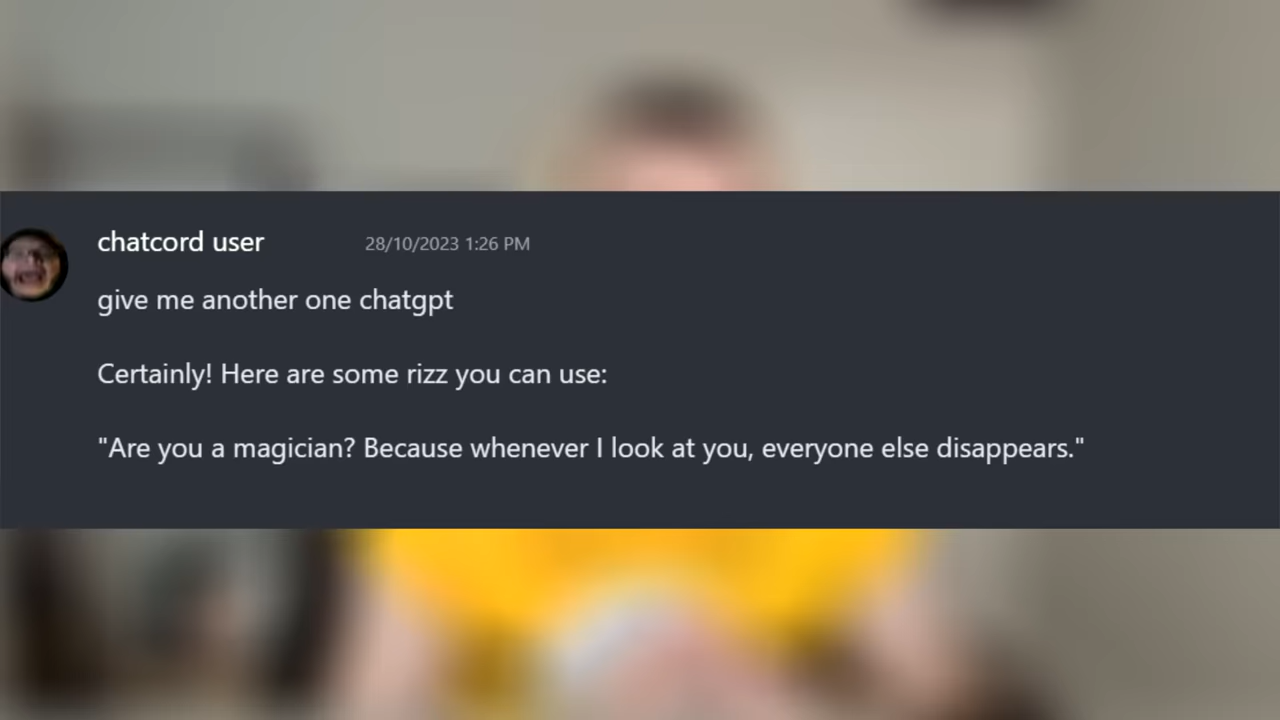 chatcord user 28/10/2023 1:26 PM
give me another one chatgpt
Certainly! Here are some rizz you can use:
"Are you a magician? Because whenever I look at you, everyone else disappears."